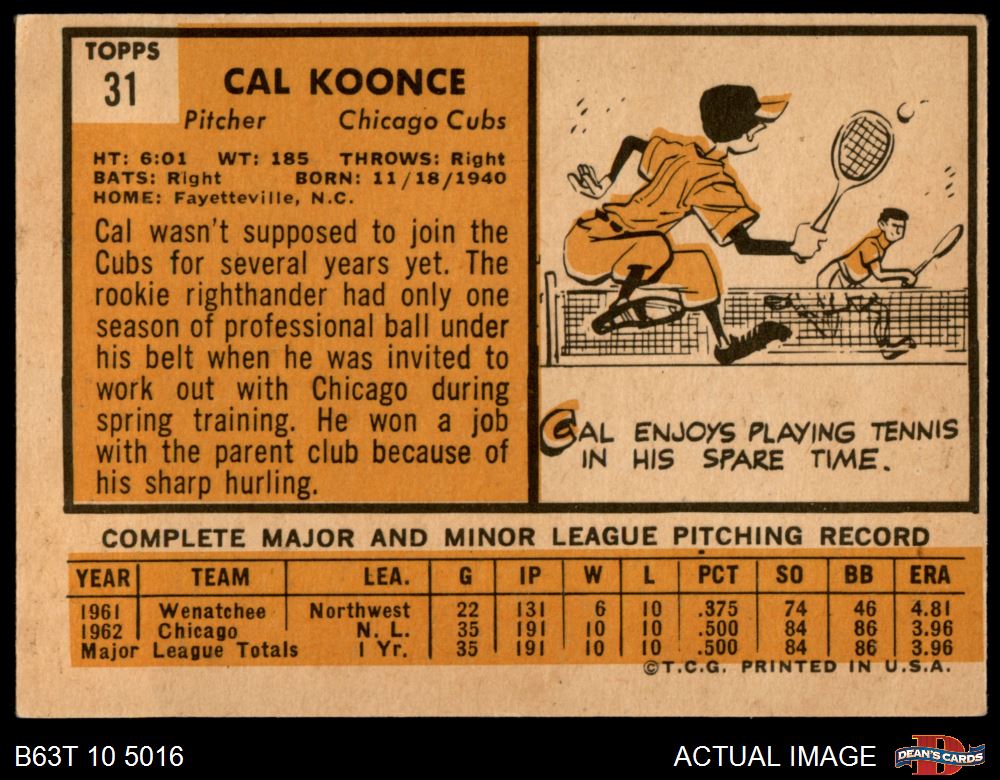 TOPPS
31
CAL KOONCE
Pitcher Chicago Cubs
HT: 6:01 WT: 185 THROWS: Right
BATS: Right BORN: 11/18/1940
HOME: Fayetteville, N.C.
Cal wasn't supposed to join the
Cubs for several years yet. The
rookie righthander had only one
season of professional ball under
his belt when he was invited to
work out with Chicago during
spring training. He won a job
with the parent club because of
his sharp hurling.
CAL ENJOYS PLAYING TENNIS
IN HIS SPARE TIME.
COMPLETE MAJOR AND MINOR LEAGUE PITCHING RECORD
YEAR TEAM LEA. G IP W L PCT SO BB ERA
1961 Wenatchee Northwest 22 131 6 10 .375 74 46 4.81
1962 Chicago N. L. 35 191 10 10 .500 84 86 3.96
Major League Totals 1 Yr. 35 191 10 10 .500 84 86 3.96
©T.C.G. PRINTED IN U.S.A.
B63T 10 5016 ACTUAL IMAGE
D
DEAN'S CARDS